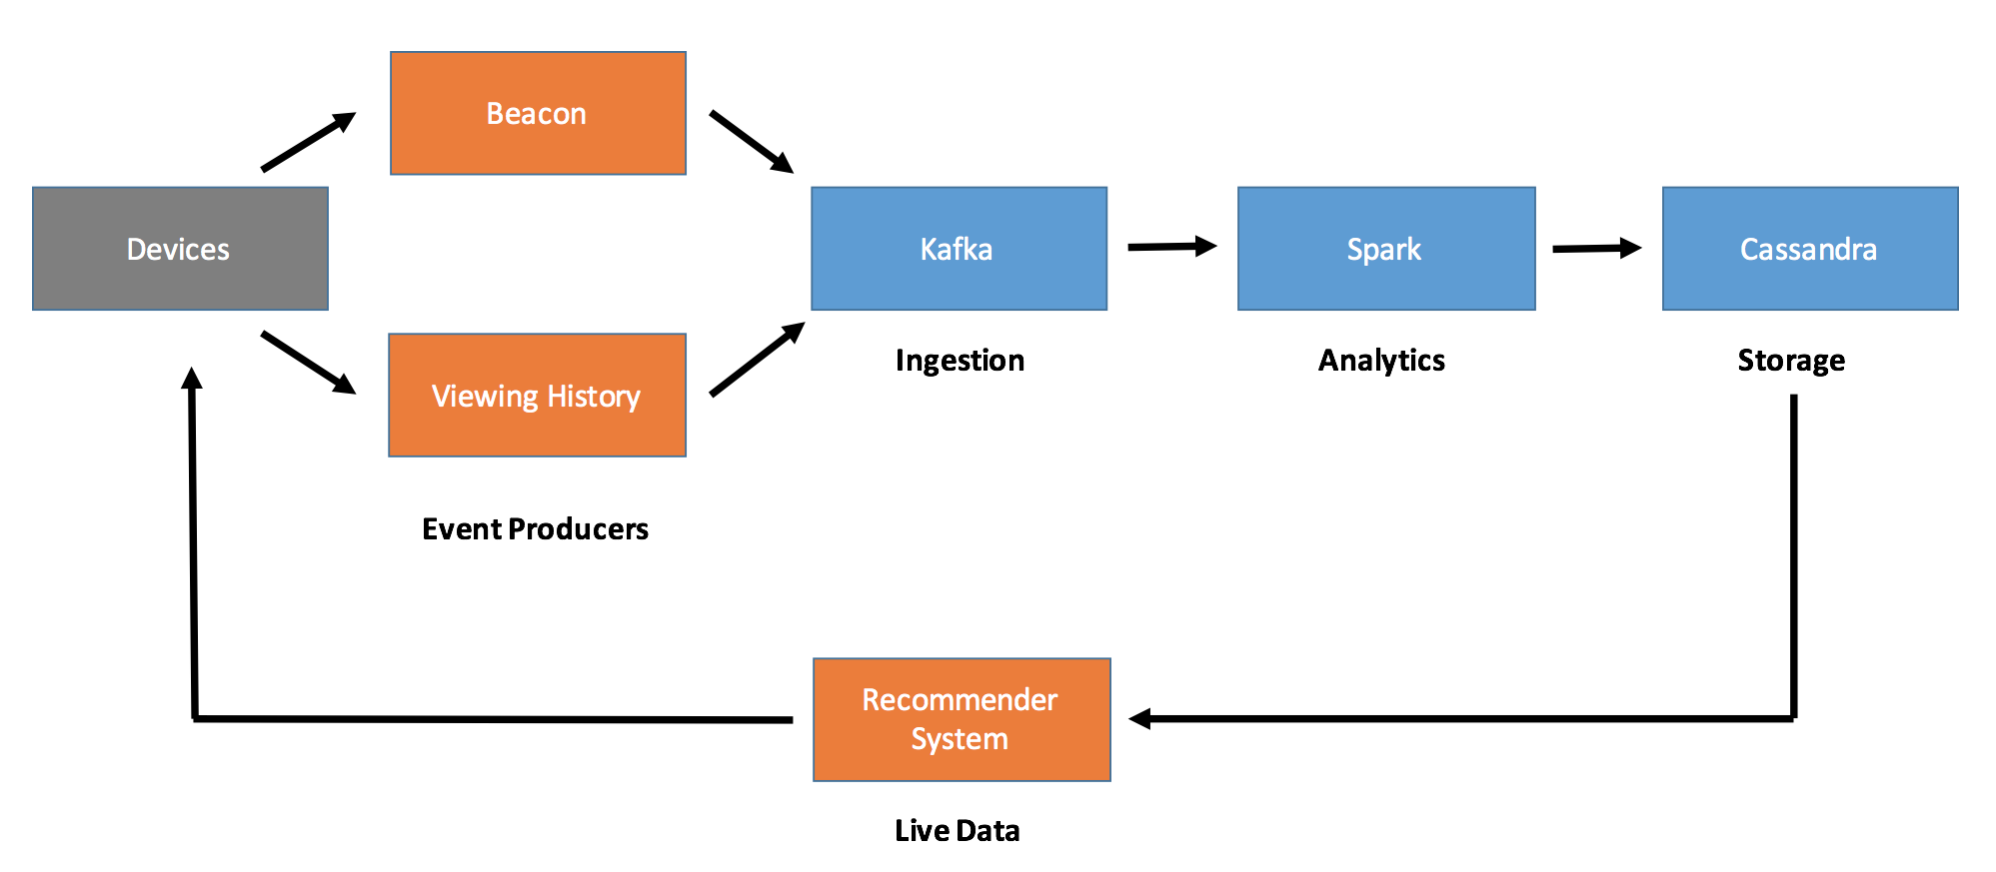 Beacon
Devices
Kafka
Spark
Cassandra
Ingestion
Analytics
Storage
Viewing History
Event Producers
Recommender
System
Live Data